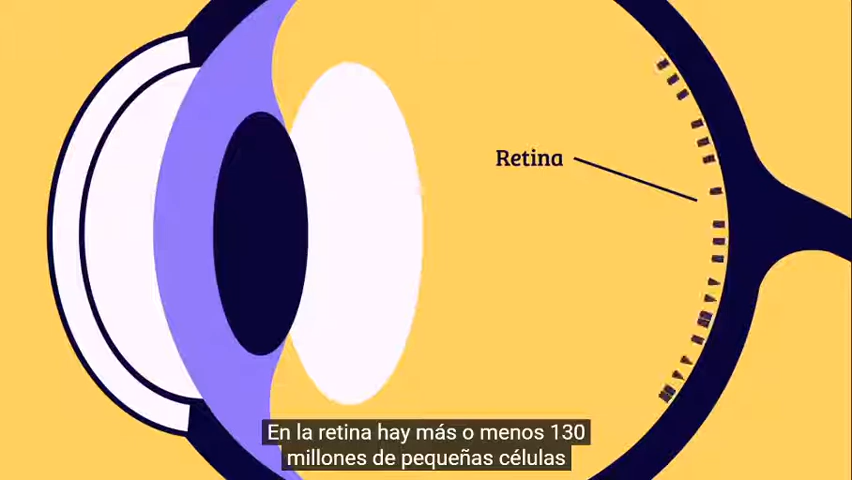 Retina
En la retina hay más o menos 130
millones de pequeñas células